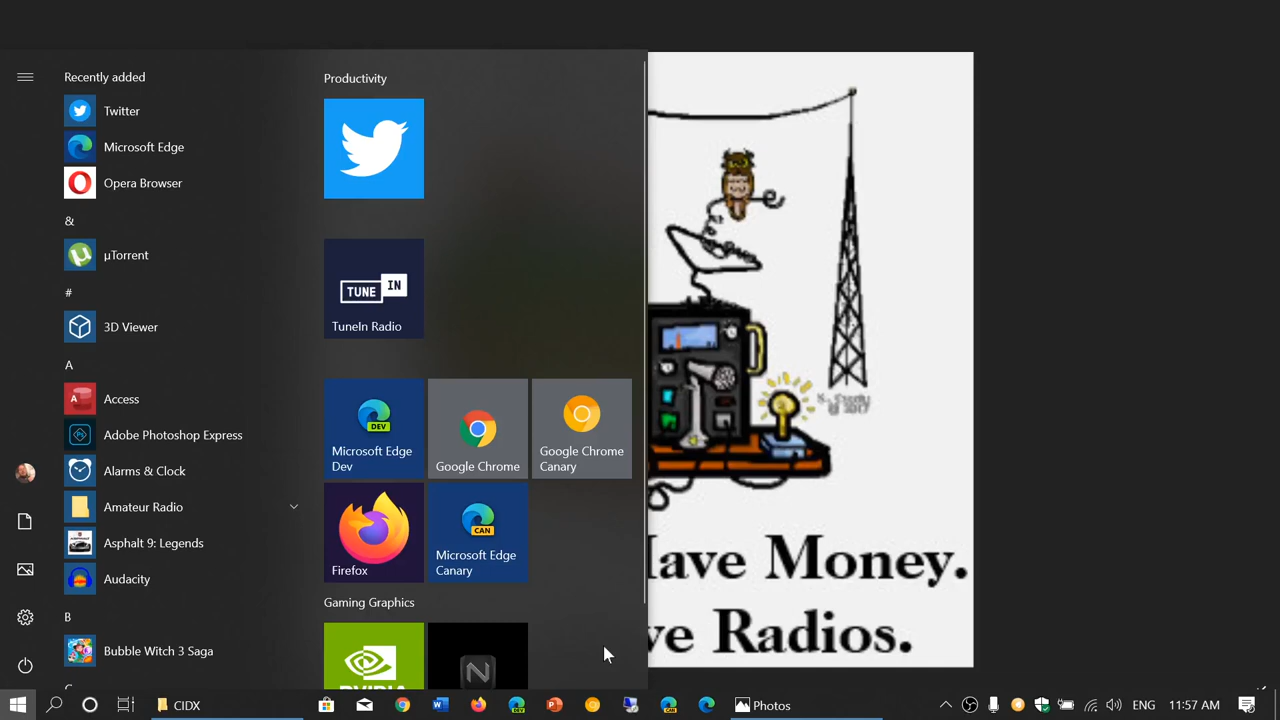 Recently added
Twitter
Microsoft Edge
Opera Browser
&
µTorrent
#
3D Viewer
A
Access
Adobe Photoshop Express
Alarms & Clock
Amateur Radio
Asphalt 9: Legends
Audacity
B
Bubble Witch 3 Saga
Productivity
TUNE IN
TuneIn Radio
DEV
Microsoft Edge
Dev
Google Chrome
Google Chrome
Canary
Firefox
CAN
Microsoft Edge
Canary
Gaming Graphics
Have Money.
ve Radios.
CIDX
Photos
11:57 AM